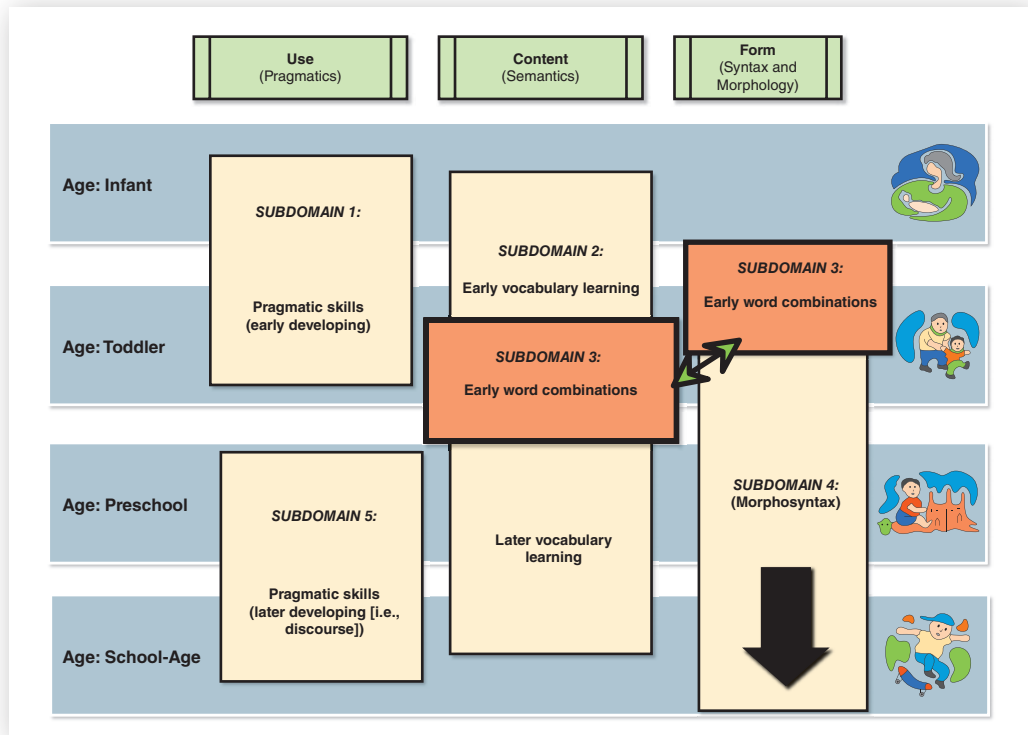 Use
(Pragmatics)
Content
(Semantics)
Form
(Syntax and
Morphology)
Age: Infant
SUBDOMAIN 1:
Pragmatic skills
(early developing)
SUBDOMAIN 2:
Early vocabulary learning
SUBDOMAIN 3:
Early word combinations
Age: Toddler
SUBDOMAIN 3:
Early word combinations
Age: Preschool
SUBDOMAIN 5:
Pragmatic skills
(later developing [i.e.,
discourse])
Later vocabulary
learning
SUBDOMAIN 4:
(Morphosyntax)
Age: School-Age